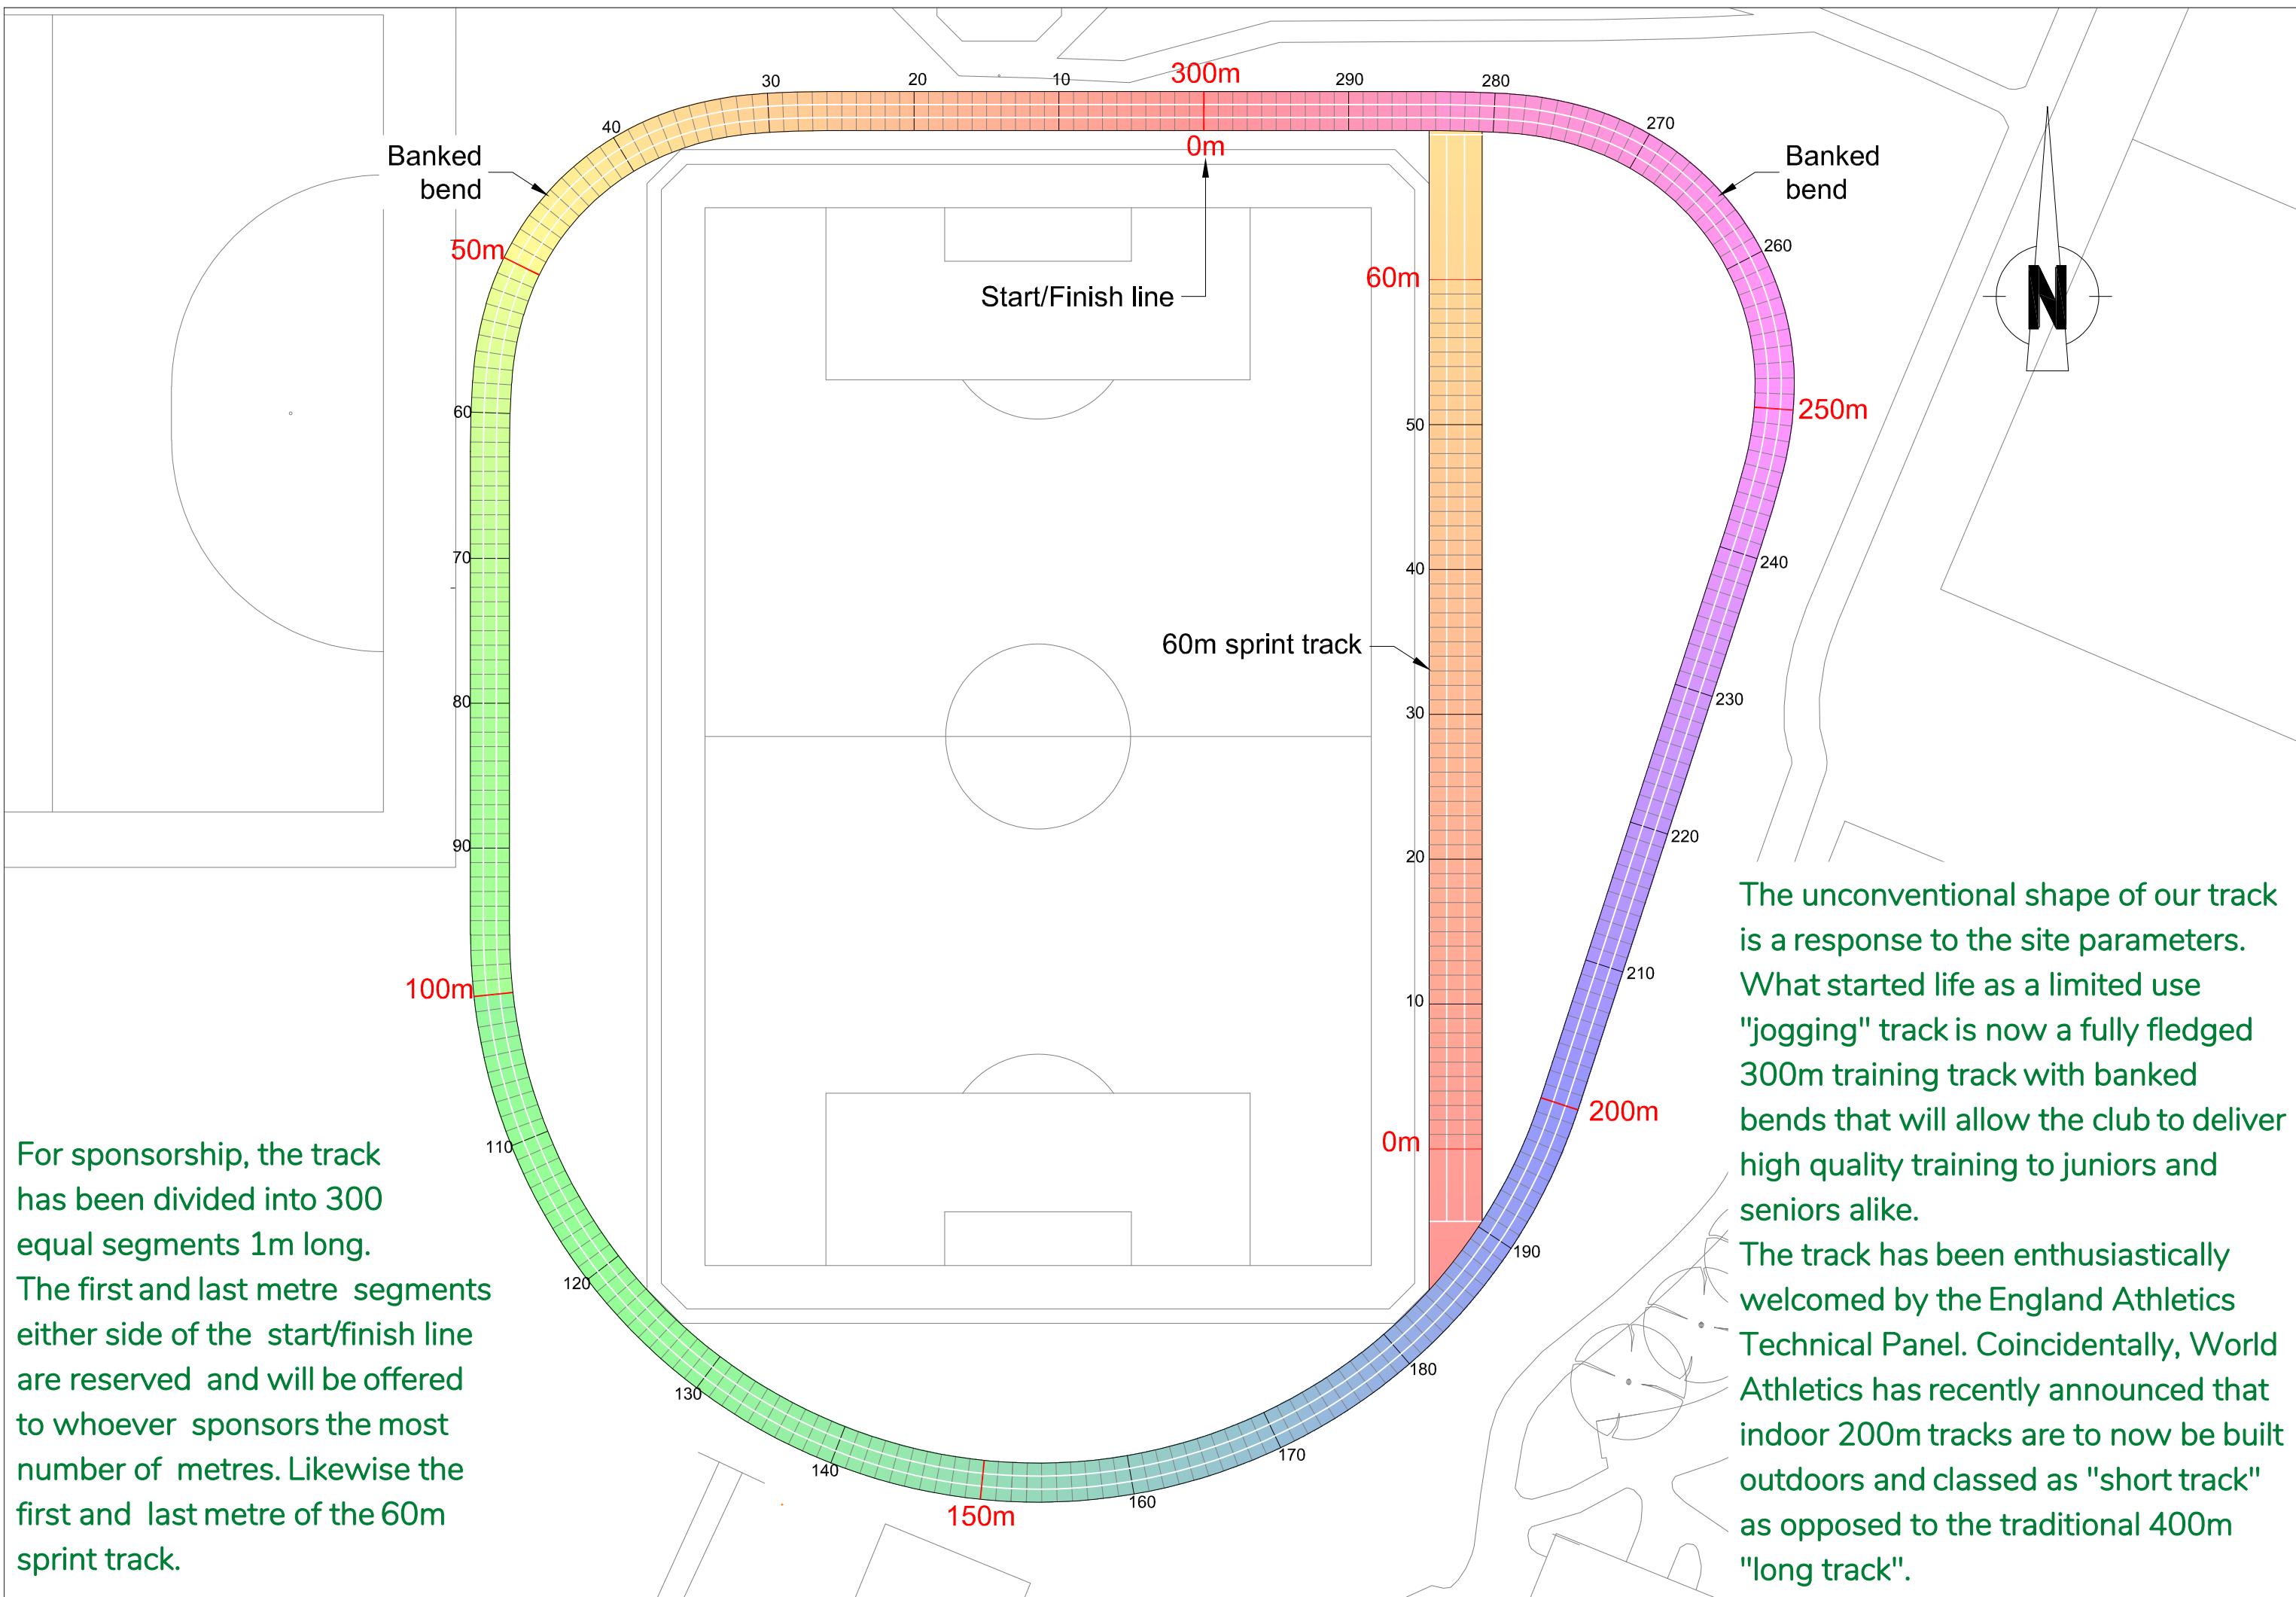 300m
30
20
10
290
280
40
270
0m
Banked
bend
Banked
bend
50m
260
60m
Start/Finish line
N
60
250m
50
70
40
240
60m sprint track
80
30
230
90
20
220
The unconventional shape of our track
is a response to the site parameters.
What started life as a limited use
"jogging" track is now a fully fledged
300m training track with banked
bends that will allow the club to deliver
high quality training to juniors and
seniors alike.
The track has been enthusiastically
welcomed by the England Athletics
Technical Panel. Coincidentally, World
Athletics has recently announced that
indoor 200m tracks are to now be built
outdoors and classed as "short track"
as opposed to the traditional 400m
"long track".
100m
10
210
200m
0m
110
190
For sponsorship, the track
has been divided into 300
equal segments 1m long.
The first and last metre segments
either side of the start/finish line
are reserved and will be offered
to whoever sponsors the most
number of metres. Likewise the
first and last metre of the 60m
sprint track.
120
180
130
170
140
160
150m